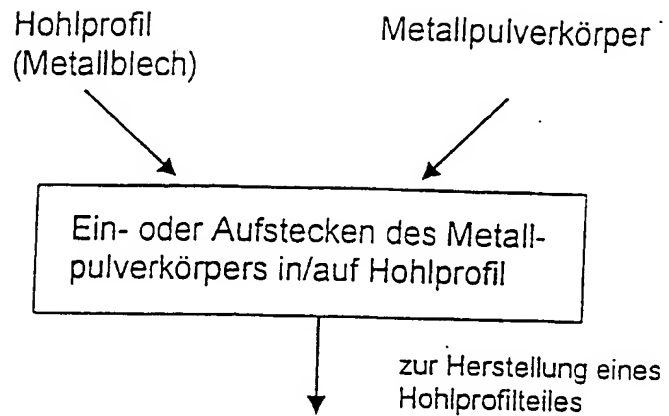 Hohlprofil
(Metallblech)
Metallpulverkörper
Ein- oder Aufstecken des Metall-
pulverkörpers in/auf Hohlprofil
zur Herstellung eines
Hohlprofilteiles